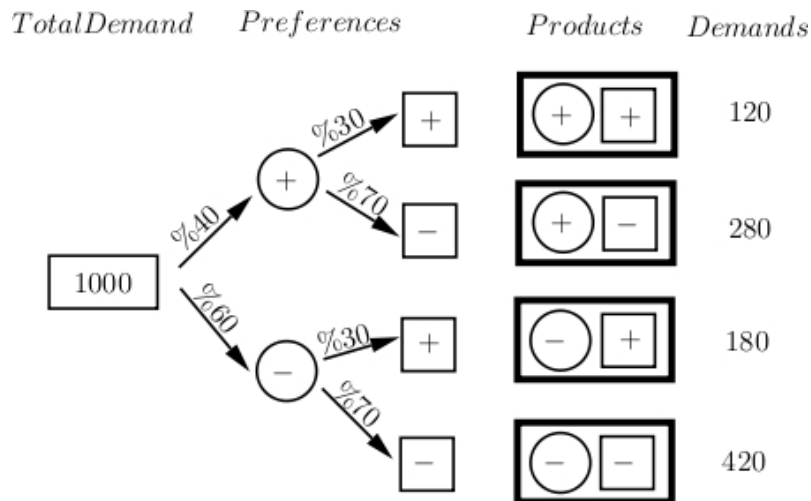 TotalDemand Preferences Products Demands
%30 + + + 120
+
%40 %70 - + - 280
1000
%60 %30 + - + 180
-
%70 - - - 420